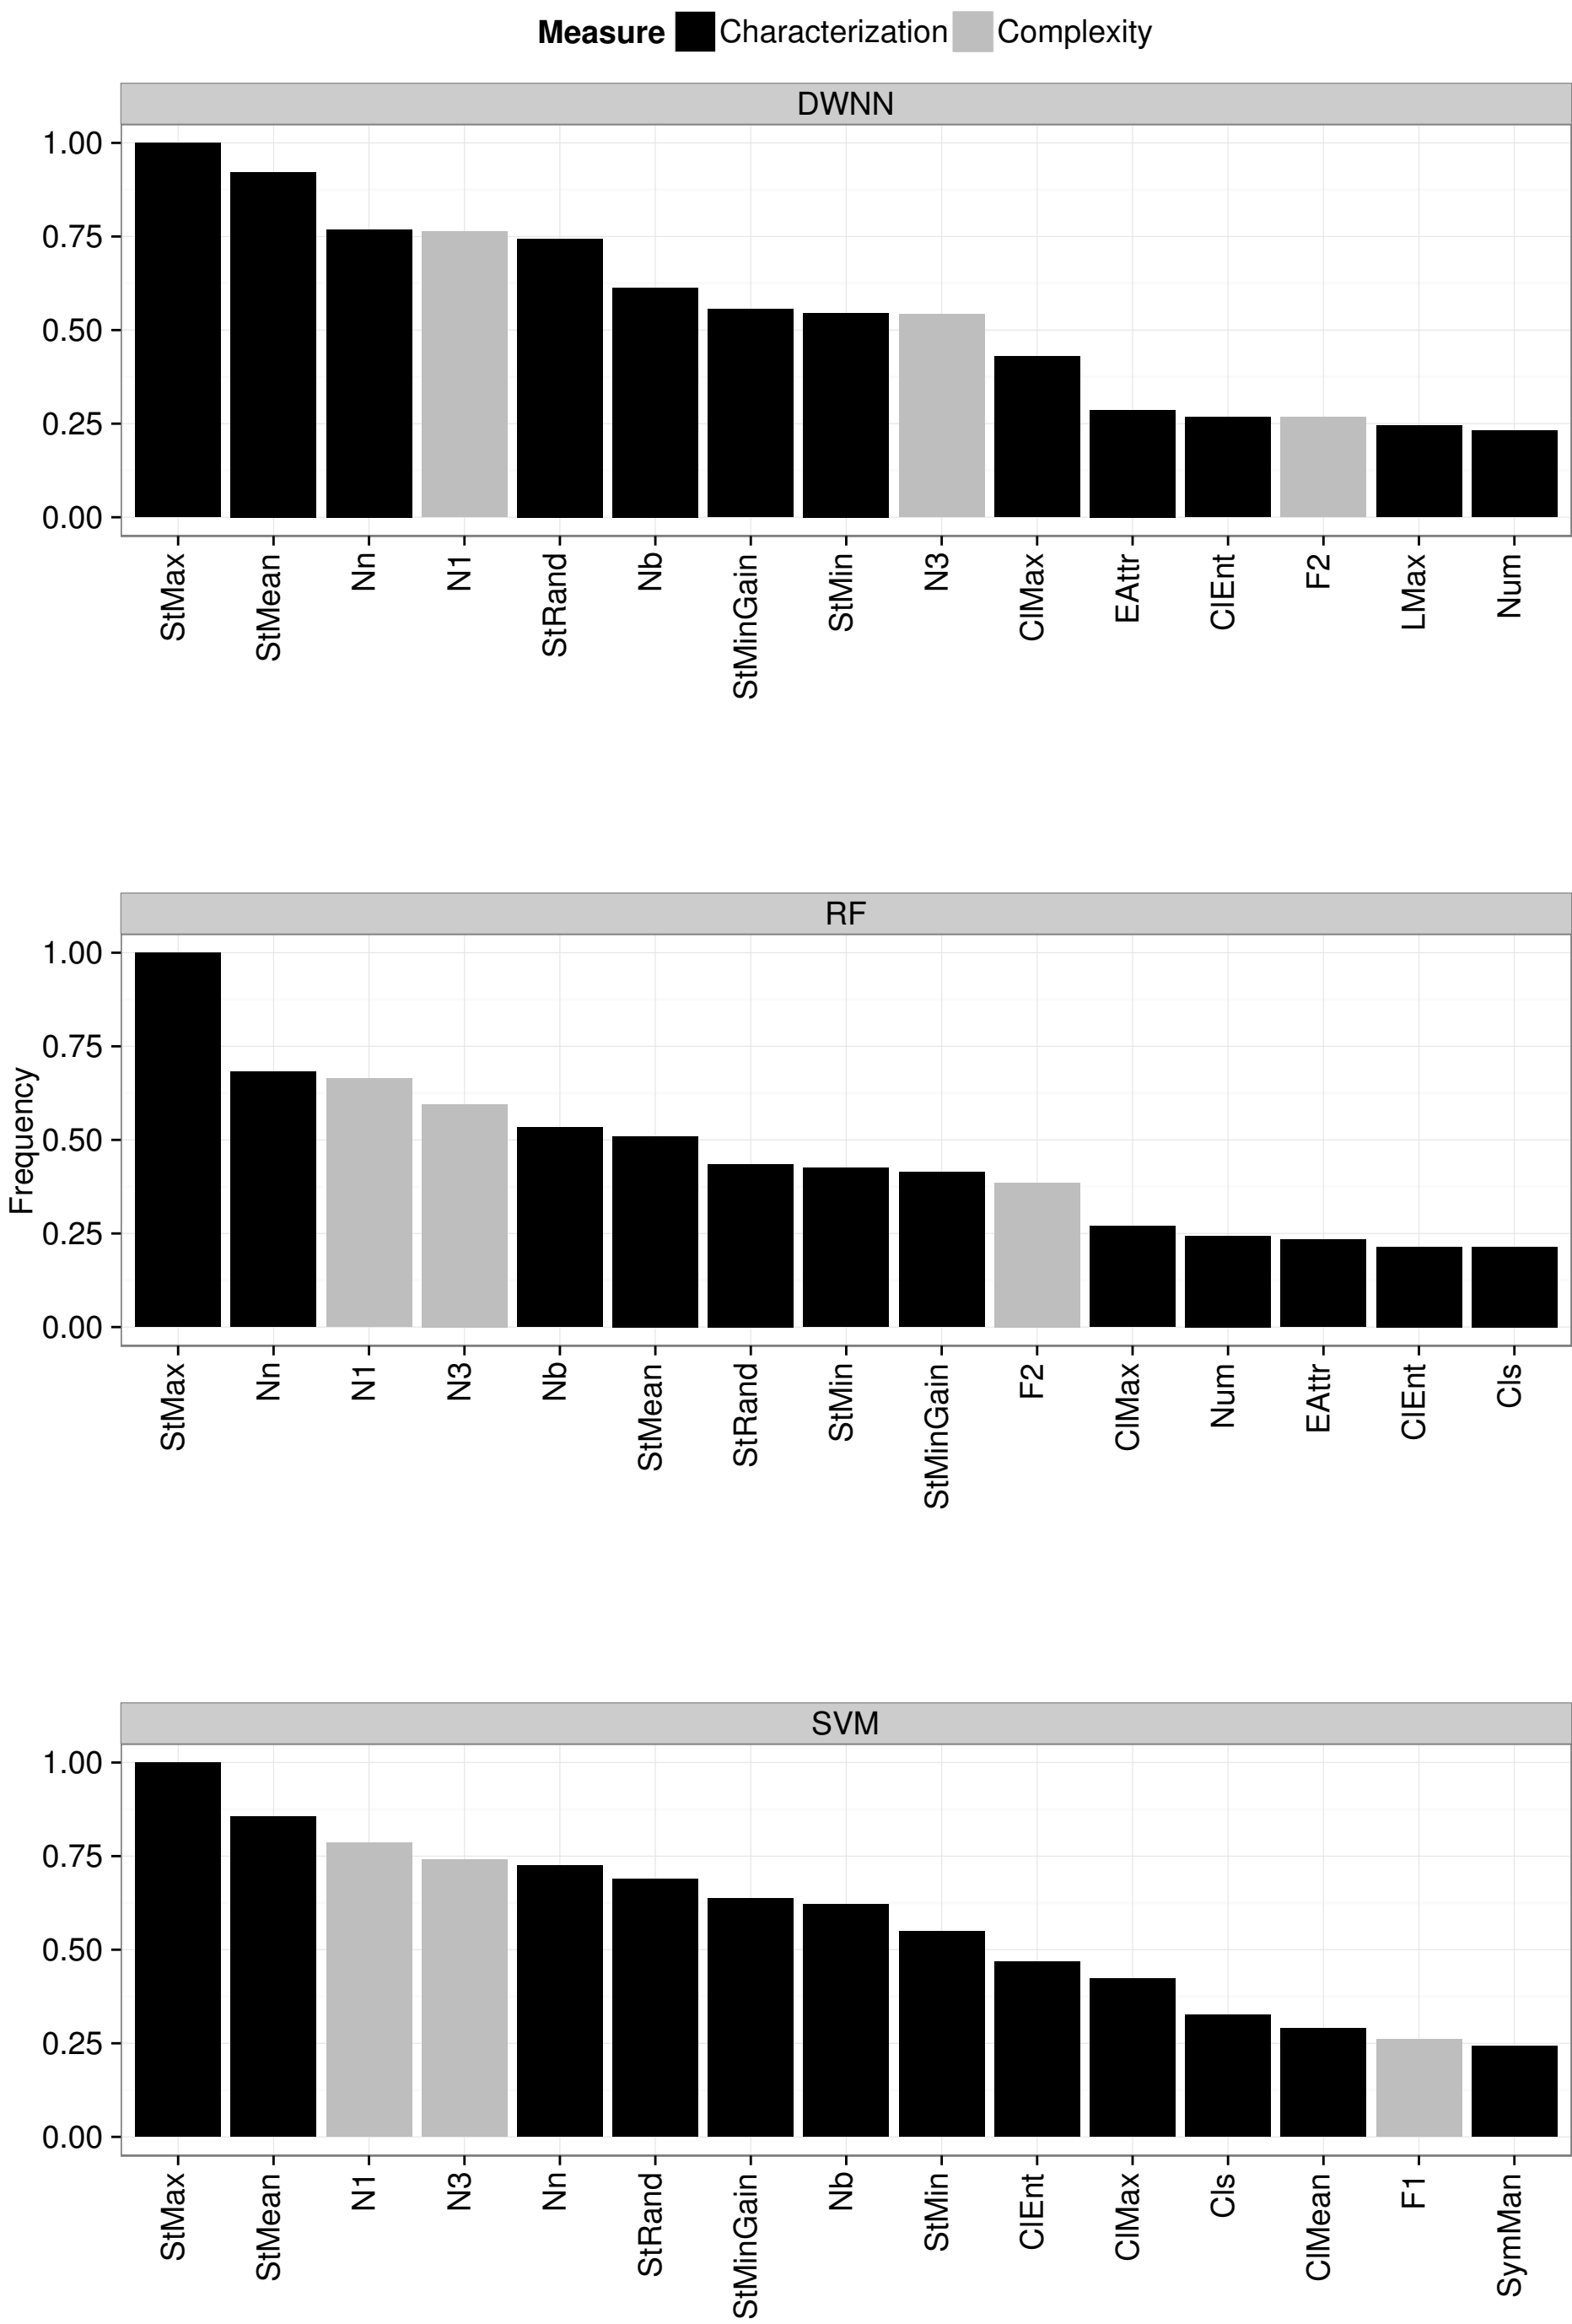 Measure Characterization Complexity
DWNN
1.00
0.75
0.50
0.25
0.00
StMax StMean Nn N1 StRand Nb StMinGain StMin N3 ClMax EAttr ClEnt F2 LMax Num
RF
Frequency
1.00
0.75
0.50
0.25
0.00
StMax Nn N1 N3 Nb StMean StRand StMin StMinGain F2 ClMax Num EAttr ClEnt Cls
SVM
1.00
0.75
0.50
0.25
0.00
StMax StMean N1 N3 Nn StRand StMinGain Nb StMin ClEnt ClMax Cls ClMean F1 SymMan